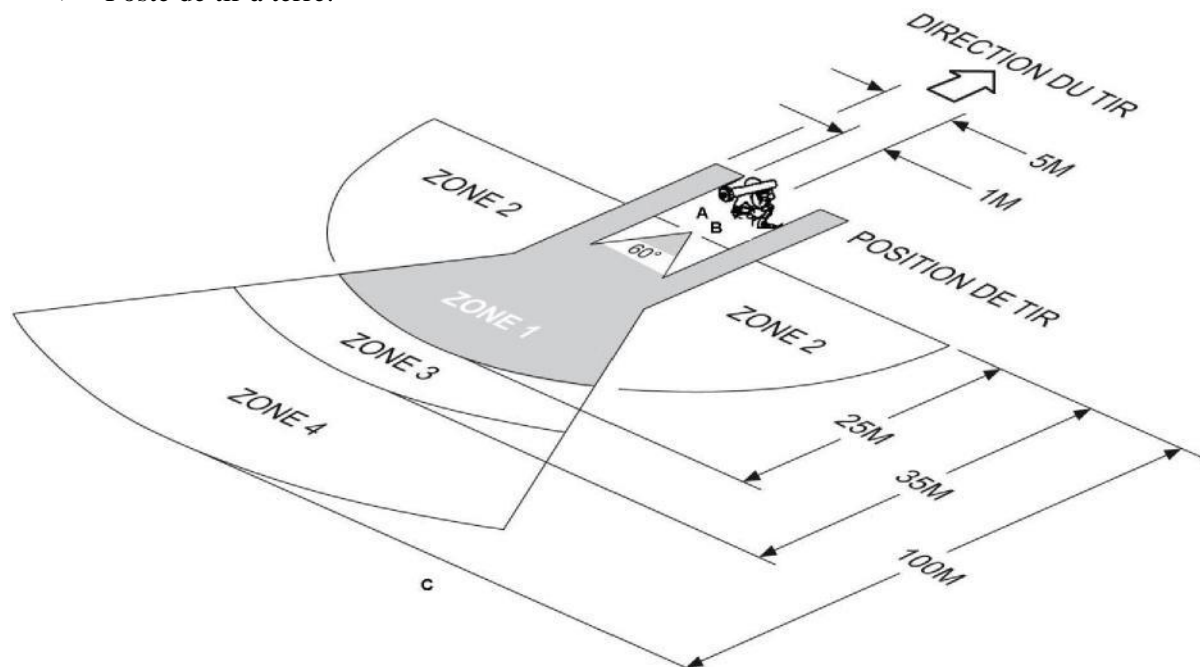 Poste de tir à terre.
DIRECTION DU TIR
5M
1M
ZONE 2
A
B
60°
POSITION DE TIR
ZONE 1
ZONE 2
ZONE 3
ZONE 4
25M
35M
100M
C